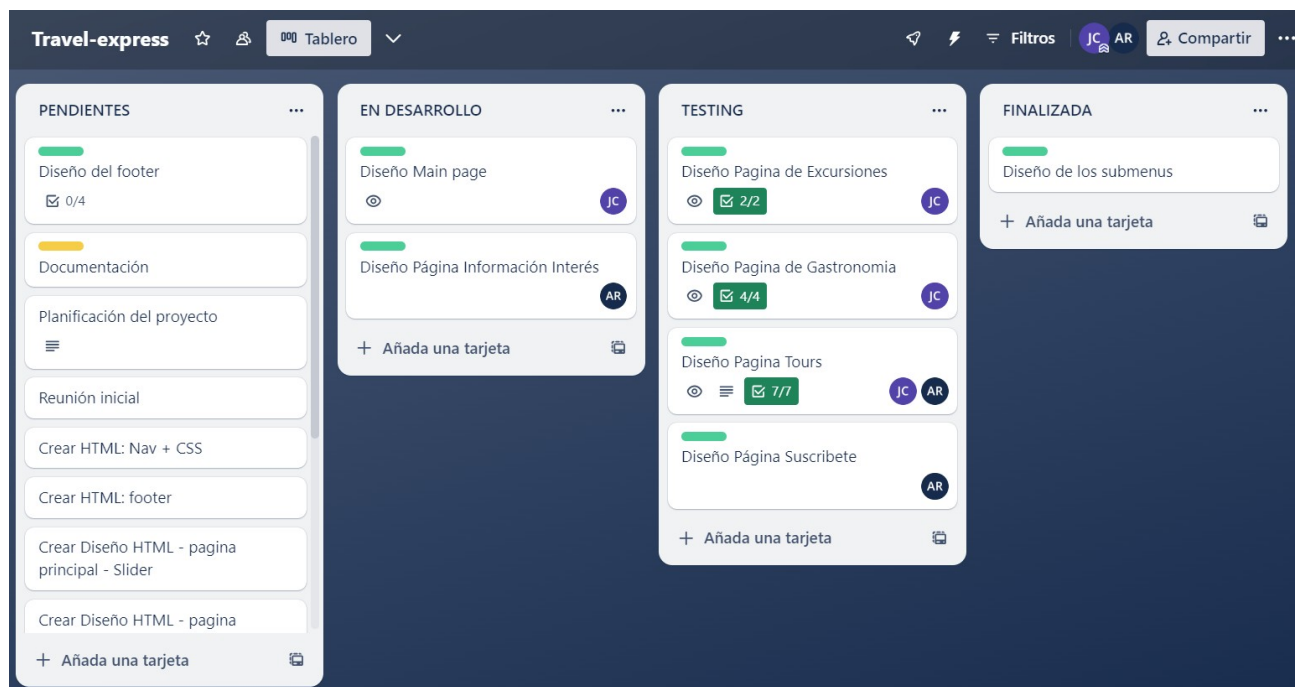 Travel-express
Tablero
Filtros
JC
AR
Compartir
PENDIENTES
Diseño del footer
0/4
Documentación
Planificación del proyecto
Reunión inicial
Crear HTML: Nav + CSS
Crear HTML: footer
Crear Diseño HTML - pagina
principal - Slider
Crear Diseño HTML - pagina
+ Añada una tarjeta
EN DESARROLLO
Diseño Main page
JC
Diseño Página Información Interés
AR
+ Añada una tarjeta
TESTING
Diseño Pagina de Excursiones
2/2
JC
Diseño Pagina de Gastronomia
4/4
JC
Diseño Pagina Tours
7/7
JC AR
Diseño Página Suscribete
AR
+ Añada una tarjeta
FINALIZADA
Diseño de los submenus
+ Añada una tarjeta